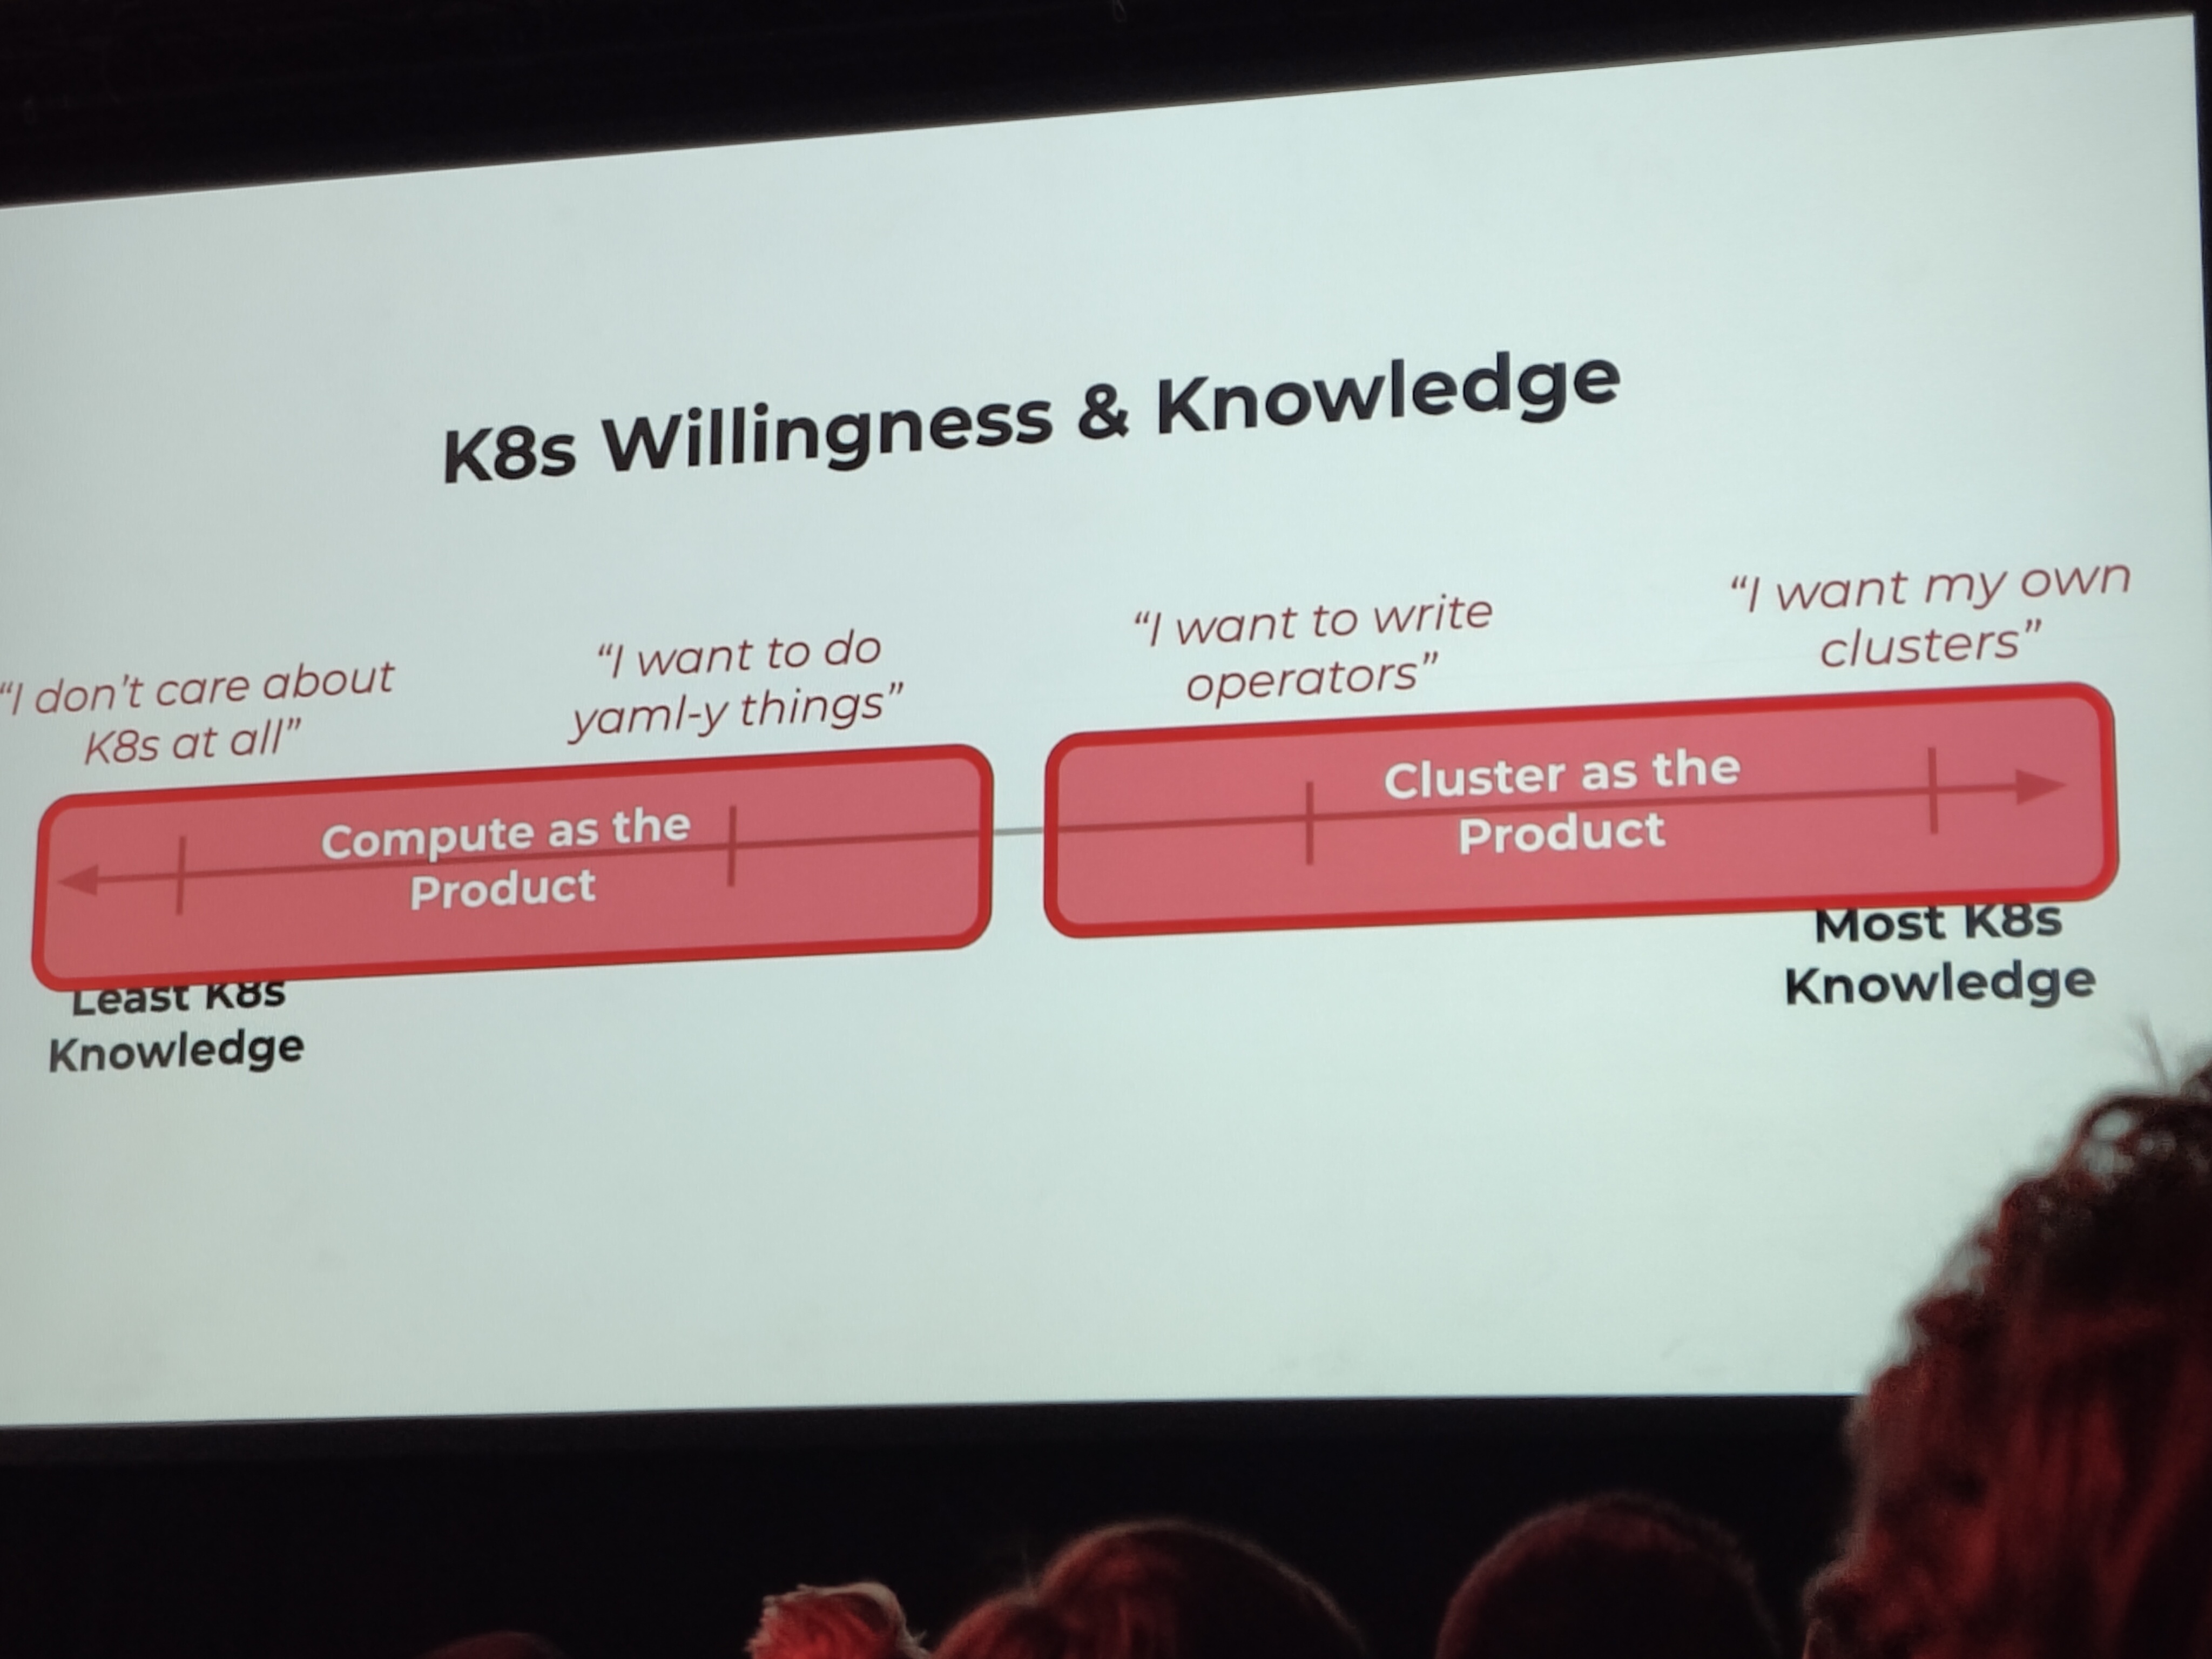 K8s Willingness & Knowledge
“I don’t care about
K8s at all”
“I want to do
yaml-y things”
“I want to write
operators”
“I want my own
clusters”
Compute as the
Product
Cluster as the
Product
Least K8s
Knowledge
Most K8s
Knowledge